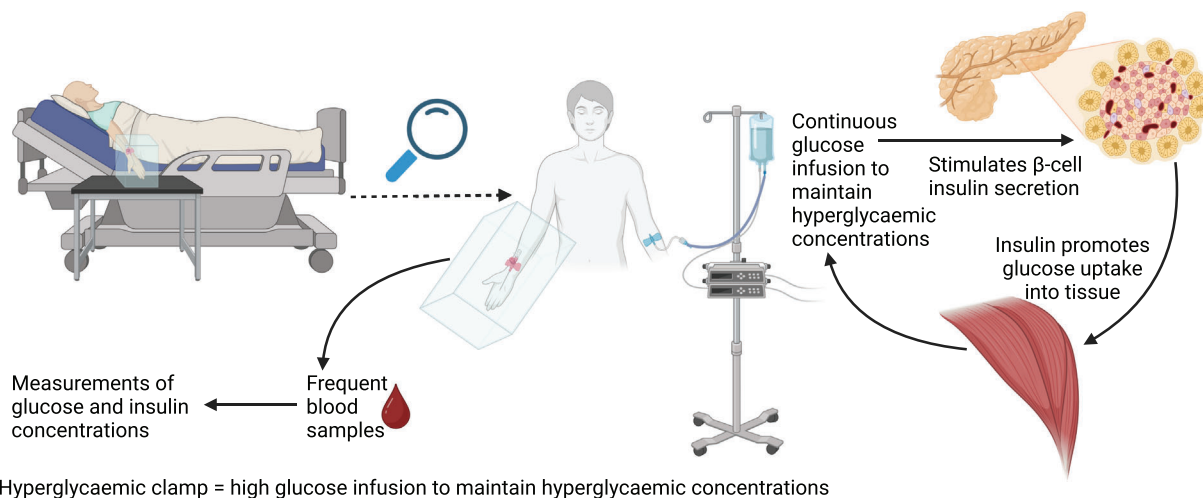 Continuous
glucose
infusion to
maintain
hyperglycaemic
concentrations
Stimulates β-cell
insulin secretion
Insulin promotes
glucose uptake
into tissue
Frequent
blood
samples
Measurements of
glucose and insulin
concentrations
Hyperglycaemic clamp = high glucose infusion to maintain hyperglycaemic concentrations